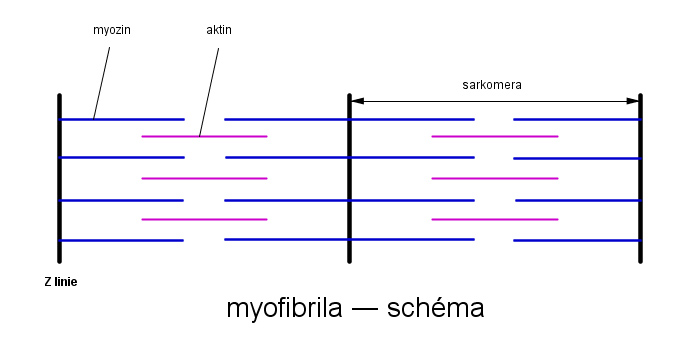 myozin
aktin
sarkomera
Z linie
myofibrila — schéma